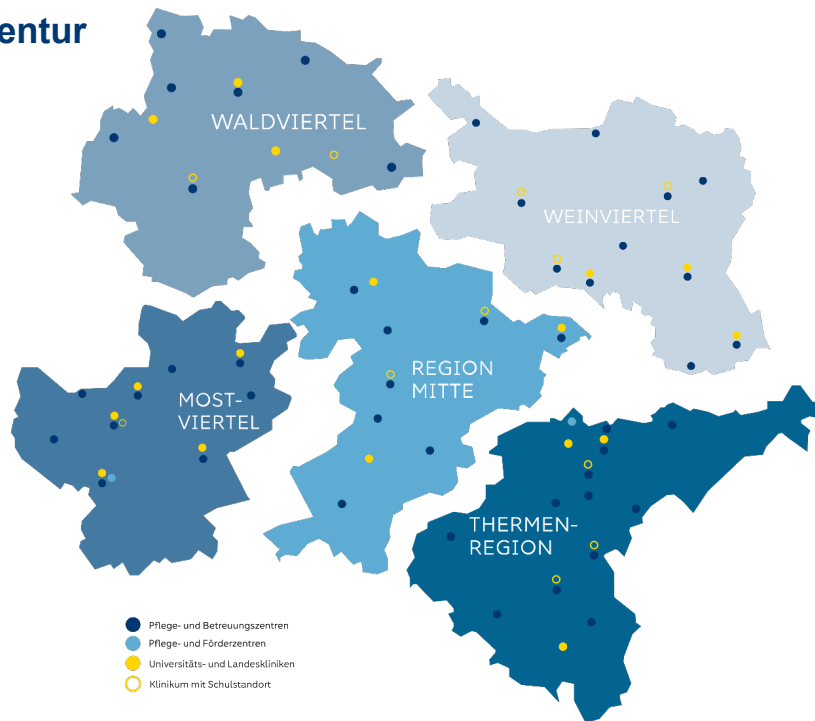 entur
WALDVIERTEL
WEINVIERTEL
REGION
MITTE
MOST-
VIERTEL
THERMEN-
REGION
Pflege- und Betreuungszentren
Pflege- und Förderzentren
Universitäts- und Landeskliniken
Klinikum mit Schulstandort